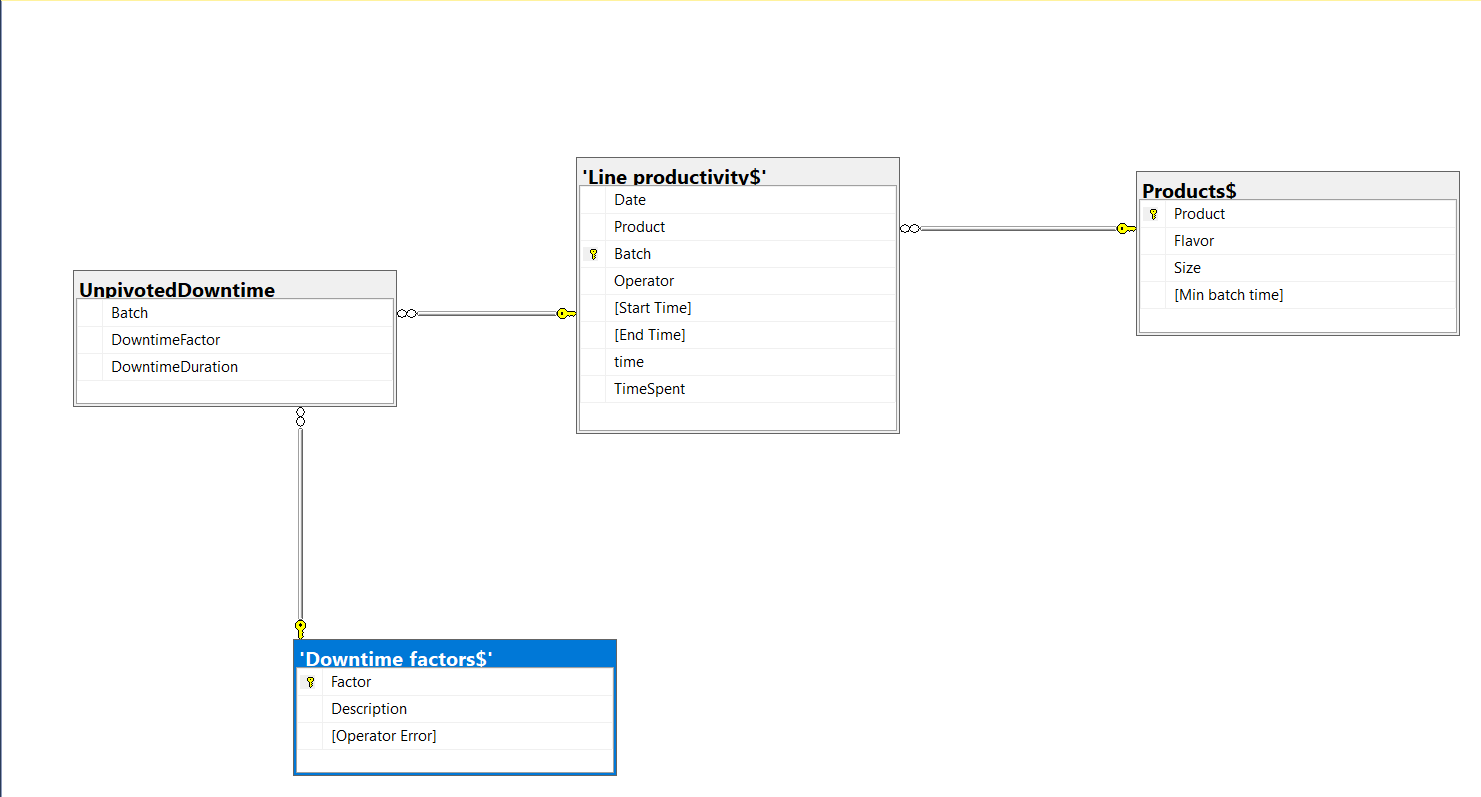 'Line productivity$'
Date
Product
Batch
Operator
[Start Time]
[End Time]
time
TimeSpent
Products$
Product
Flavor
Size
[Min batch time]
UnpivotedDowntime
Batch
DowntimeFactor
DowntimeDuration
'Downtime factors$'
Factor
Description
[Operator Error]